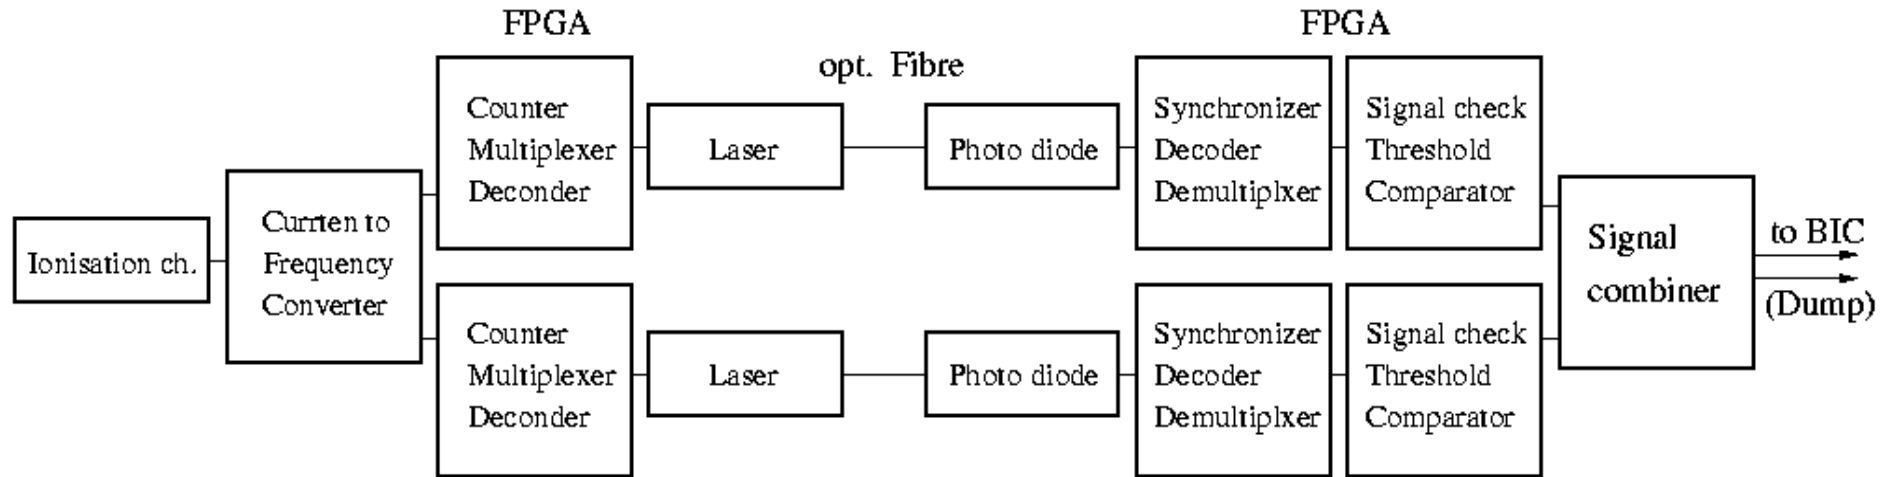 FPGA
FPGA
opt. Fibre
Counter
Multiplexer
Deconder
Laser
Photo diode
Synchronizer
Decoder
Demultiplxer
Signal check
Threshold
Comparator
Ionisation ch.
Currten to
Frequency
Converter
Signal
combiner
to BIC
(Dump)
Counter
Multiplexer
Deconder
Laser
Photo diode
Synchronizer
Decoder
Demultiplxer
Signal check
Threshold
Comparator